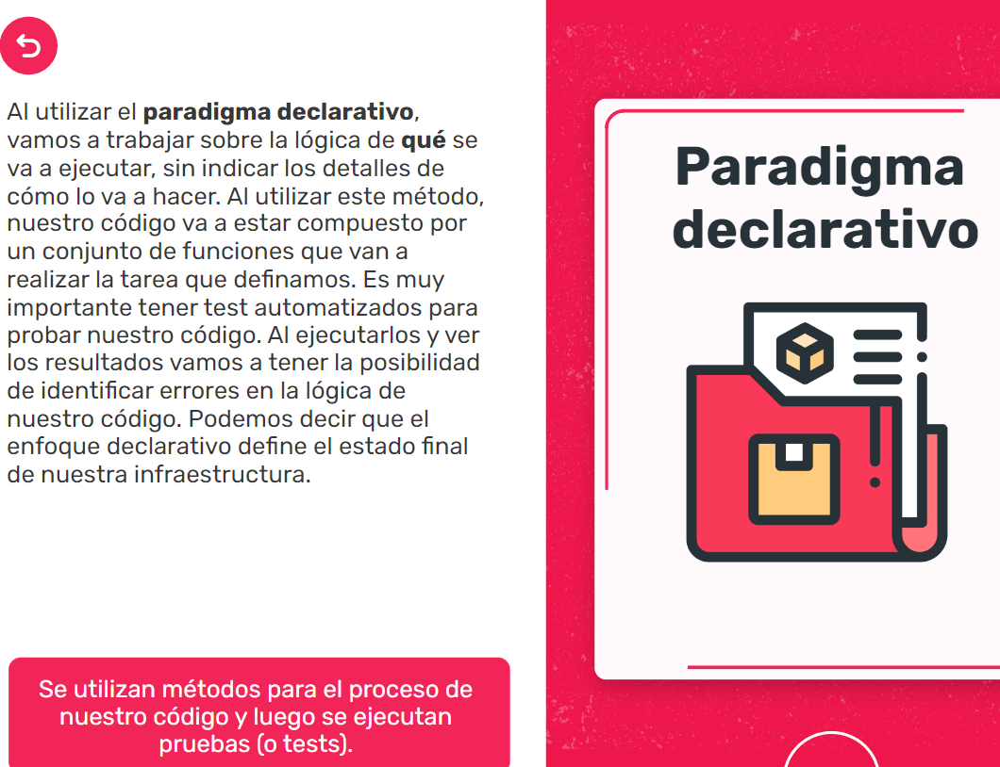 Al utilizar el paradigma declarativo,
vamos a trabajar sobre la lógica de qué se
va a ejecutar, sin indicar los detalles de
cómo lo va a hacer. Al utilizar este método,
nuestro código va a estar compuesto por
un conjunto de funciones que van a
realizar la tarea que definamos. Es muy
importante tener test automatizados para
probar nuestro código. Al ejecutarlos y ver
los resultados vamos a tener la posibilidad
de identificar errores en la lógica de
nuestro código. Podemos decir que el
enfoque declarativo define el estado final
de nuestra infraestructura.
Se utilizan métodos para el proceso de
nuestro código y luego se ejecutan
pruebas (o tests).
Paradigma
declarativo